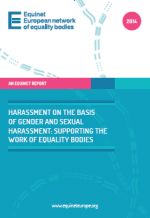 Equinet
European network
of equality bodies
2014
AN EQUINET REPORT
HARASSMENT ON THE BASIS
OF GENDER AND SEXUAL
HARASSMENT: SUPPORTING THE
WORK OF EQUALITY BODIES
www.equineteurope.org